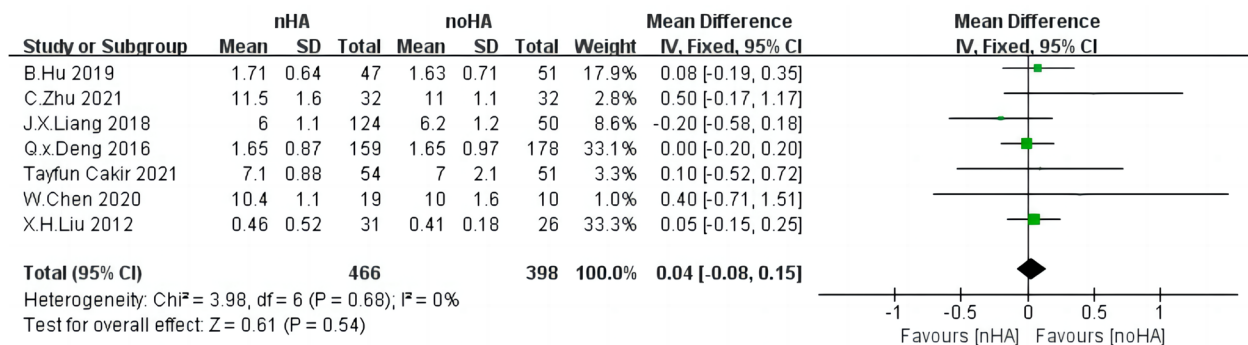 nHA noHA Mean Difference Mean Difference
Study or Subgroup Mean SD Total Mean SD Total Weight IV, Fixed, 95% CI IV, Fixed, 95% CI
B.Hu 2019 1.71 0.64 47 1.63 0.71 51 17.9% 0.08 [-0.19, 0.35]
C.Zhu 2021 11.5 1.6 32 11 1.1 32 2.8% 0.50 [-0.17, 1.17]
J.X.Liang 2018 6 1.1 124 6.2 1.2 50 8.6% -0.20 [-0.58, 0.18]
Q.x.Deng 2016 1.65 0.87 159 1.65 0.97 178 33.1% 0.00 [-0.20, 0.20]
Tayfun Cakir 2021 7.1 0.88 54 7 2.1 51 3.3% 0.10 [-0.52, 0.72]
W.Chen 2020 10.4 1.1 19 10 1.6 10 1.0% 0.40 [-0.71, 1.51]
X.H.Liu 2012 0.46 0.52 31 0.41 0.18 26 33.3% 0.05 [-0.15, 0.25]
Total (95% CI) 466 398 100.0% 0.04 [-0.08, 0.15]
Heterogeneity: Chi² = 3.98, df = 6 (P = 0.68); I² = 0%
Test for overall effect: Z = 0.61 (P = 0.54)
-1 -0.5 0 0.5 1
Favours [nHA] Favours [noHA]